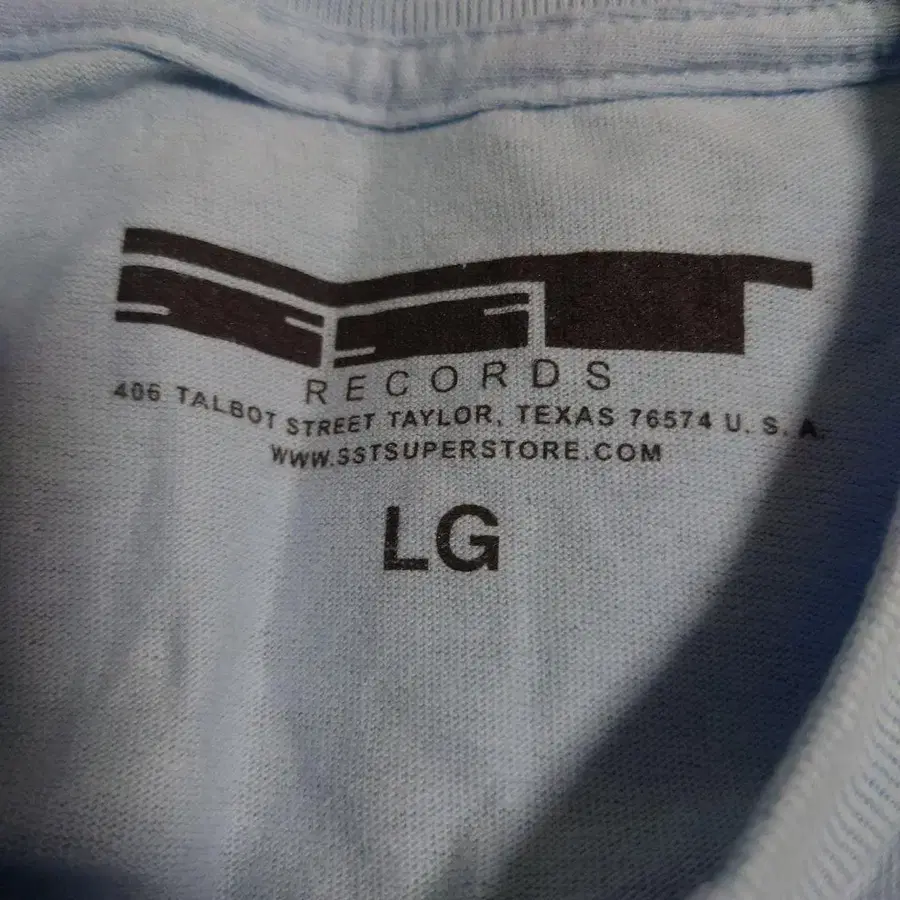 SST
RECORDS
406 TALBOT STREET TAYLOR, TEXAS 76574 U. S. A.
WWW.SSTSUPERSTORE.COM
LG